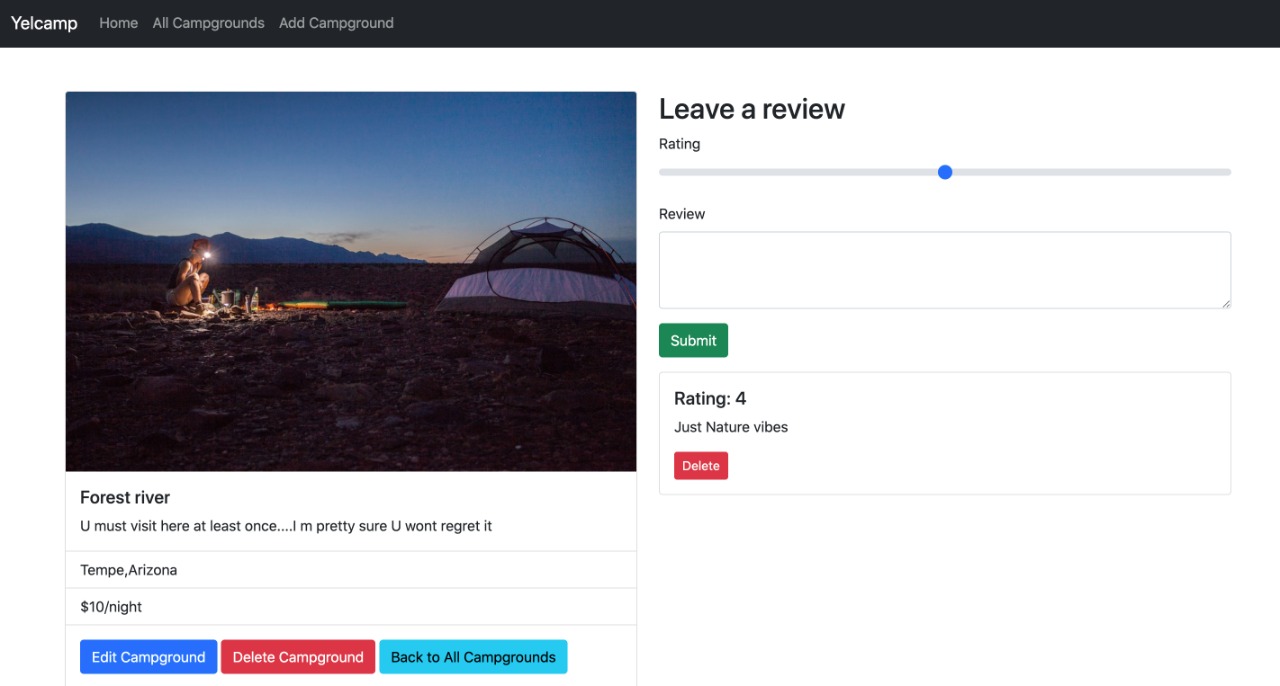 Yelcamp Home All Campgrounds Add Campground
Forest river
U must visit here at least once....I m pretty sure U wont regret it
Tempe,Arizona
$10/night
Edit Campground Delete Campground Back to All Campgrounds
Leave a review
Rating
Review
Submit
Rating: 4
Just Nature vibes
Delete